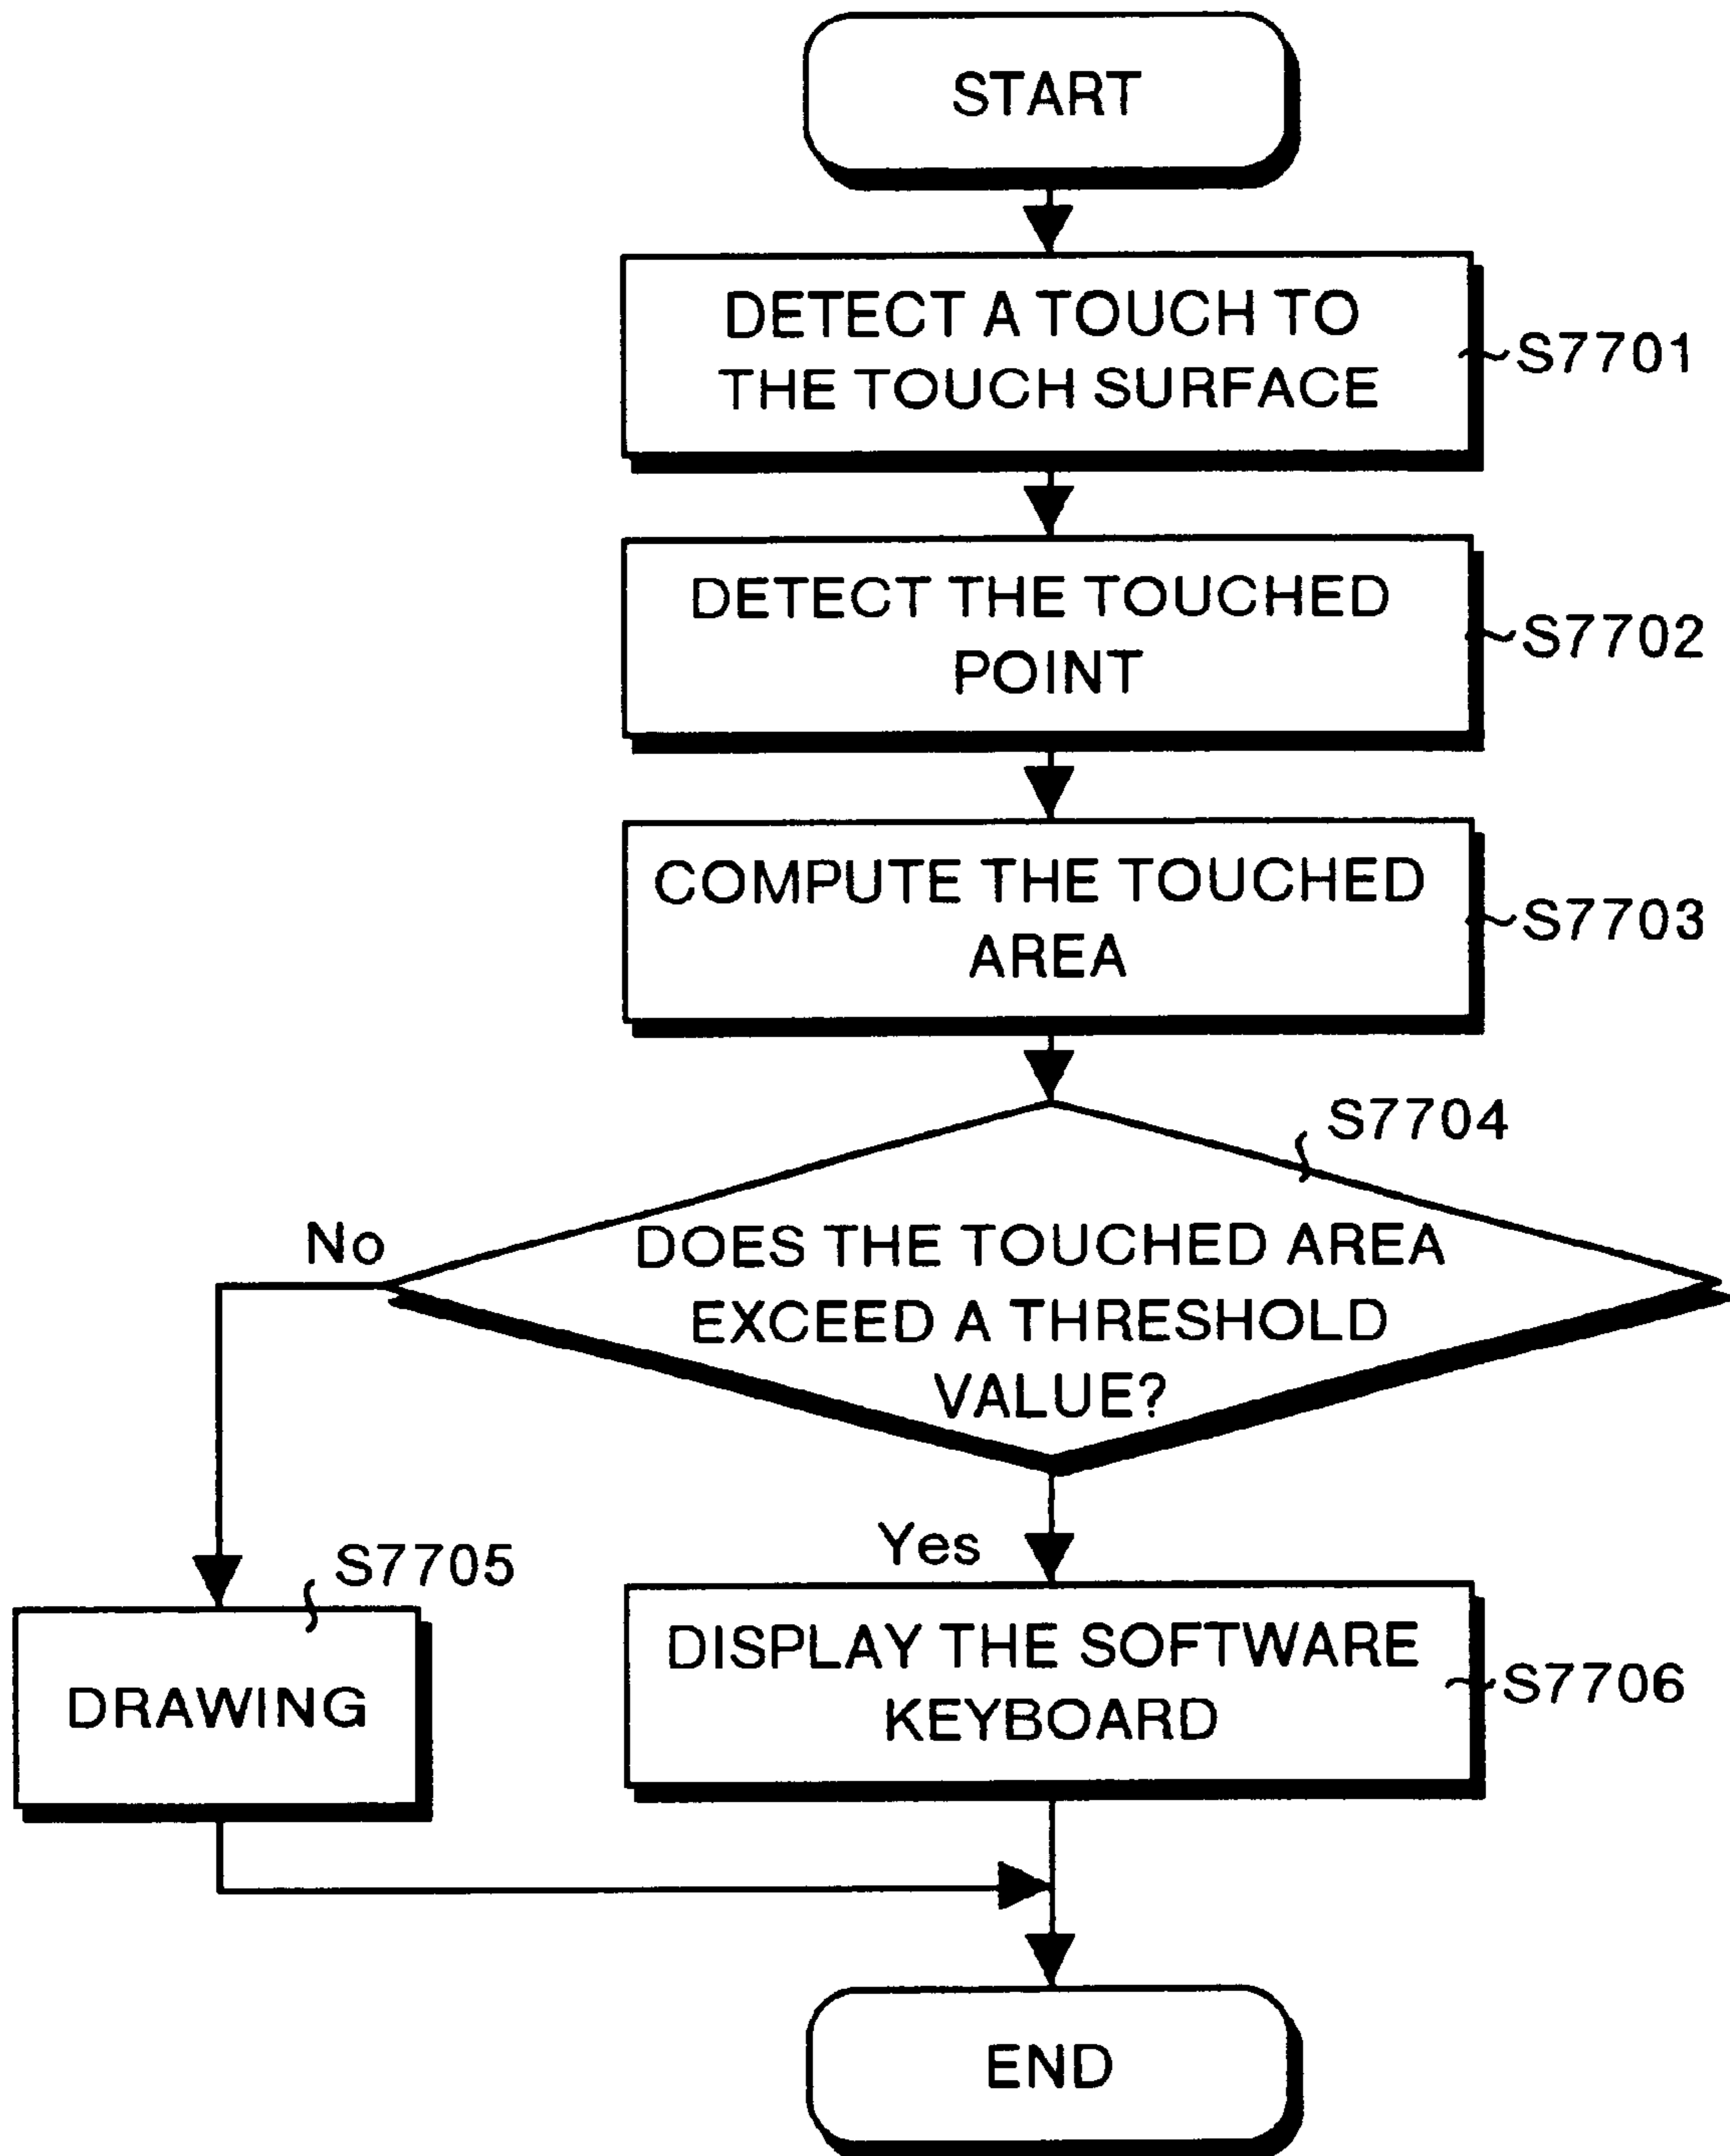 START
DETECT A TOUCH TO
THE TOUCH SURFACE
S7701
DETECT THE TOUCHED
POINT
S7702
COMPUTE THE TOUCHED
AREA
S7703
S7704
No
DOES THE TOUCHED AREA
EXCEED A THRESHOLD
VALUE?
Yes
S7705
DRAWING
DISPLAY THE SOFTWARE
KEYBOARD
S7706
END